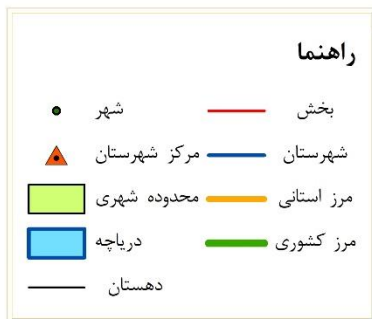 راهنما
بخش
شهر
شهرستان
مرکز شهرستان
مرز استانی
محدوده شهری
مرز کشوری
دریاچه
دهستان